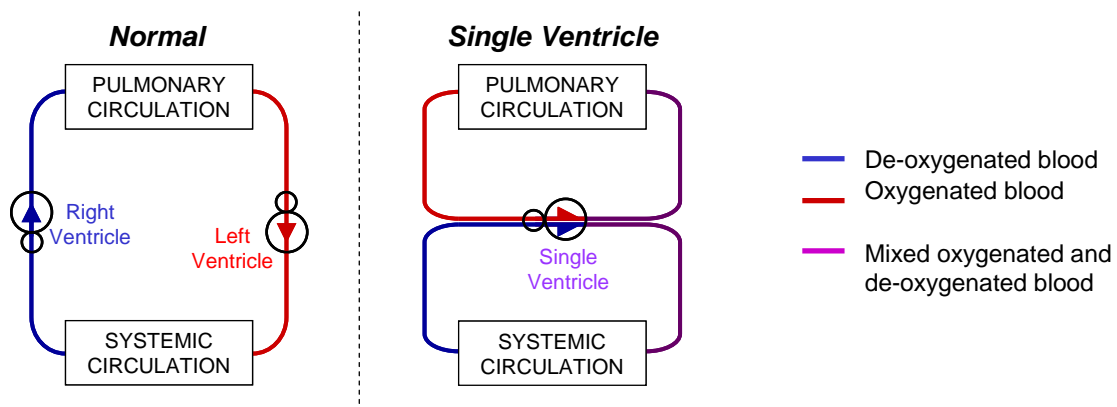 Normal
PULMONARY
CIRCULATION
Right
Ventricle
Left
Ventricle
SYSTEMIC
CIRCULATION
Single Ventricle
PULMONARY
CIRCULATION
Single
Ventricle
SYSTEMIC
CIRCULATION
De-oxygenated blood
Oxygenated blood
Mixed oxygenated and
de-oxygenated blood